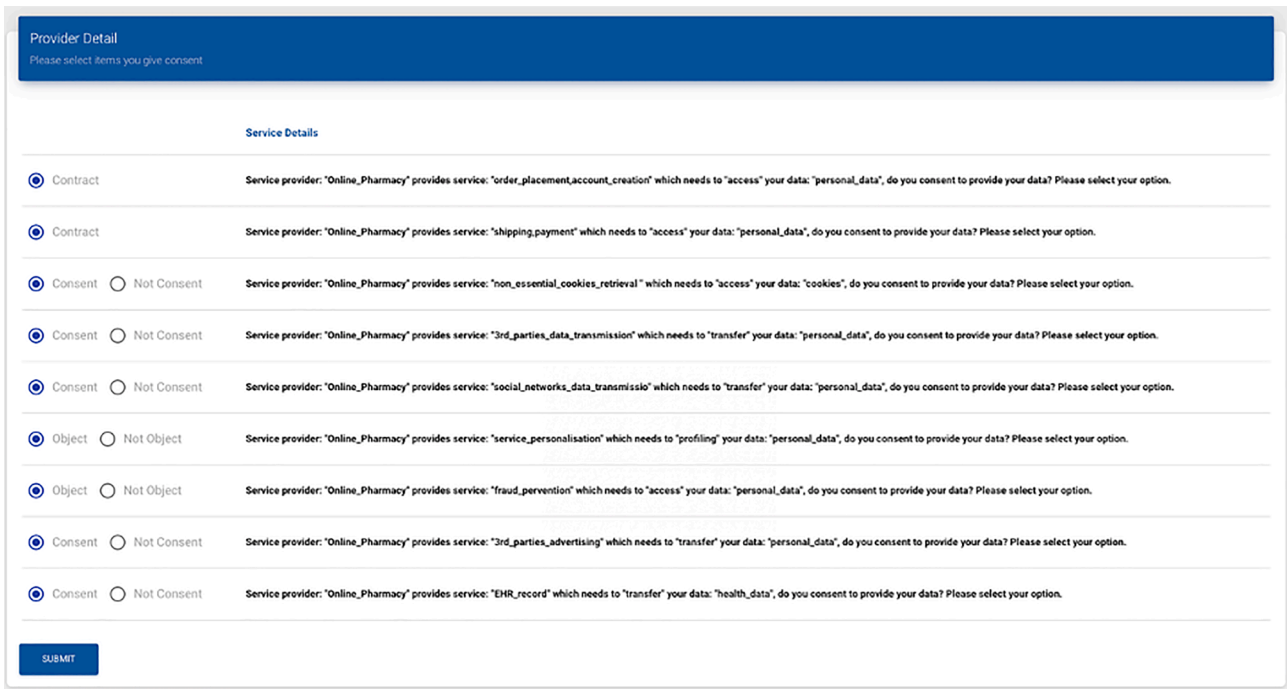 Provider Detail
Please select items you give consent
Service Details
Contract Service provider: "Online_Pharmacy" provides service: "order_placement,account_creation" which needs to "access" your data: "personal_data", do you consent to provide your data? Please select your option.
Contract Service provider: "Online_Pharmacy" provides service: "shipping,payment" which needs to "access" your data: "personal_data", do you consent to provide your data? Please select your option.
Consent Not Consent Service provider: "Online_Pharmacy" provides service: "non_essential_cookies_retrieval " which needs to "access" your data: "cookies", do you consent to provide your data? Please select your option.
Consent Not Consent Service provider: "Online_Pharmacy" provides service: "3rd_parties_data_transmission" which needs to "transfer" your data: "personal_data", do you consent to provide your data? Please select your option.
Consent Not Consent Service provider: "Online_Pharmacy" provides service: "social_networks_data_transmissio" which needs to "transfer" your data: "personal_data", do you consent to provide your data? Please select your option.
Object Not Object Service provider: "Online_Pharmacy" provides service: "service_personalisation" which needs to "profiling" your data: "personal_data", do you consent to provide your data? Please select your option.
Object Not Object Service provider: "Online_Pharmacy" provides service: "fraud_pervention" which needs to "access" your data: "personal_data", do you consent to provide your data? Please select your option.
Consent Not Consent Service provider: "Online_Pharmacy" provides service: "3rd_parties_advertising" which needs to "transfer" your data: "personal_data", do you consent to provide your data? Please select your option.
Consent Not Consent Service provider: "Online_Pharmacy" provides service: "EHR_record" which needs to "transfer" your data: "health_data", do you consent to provide your data? Please select your option.
SUBMIT